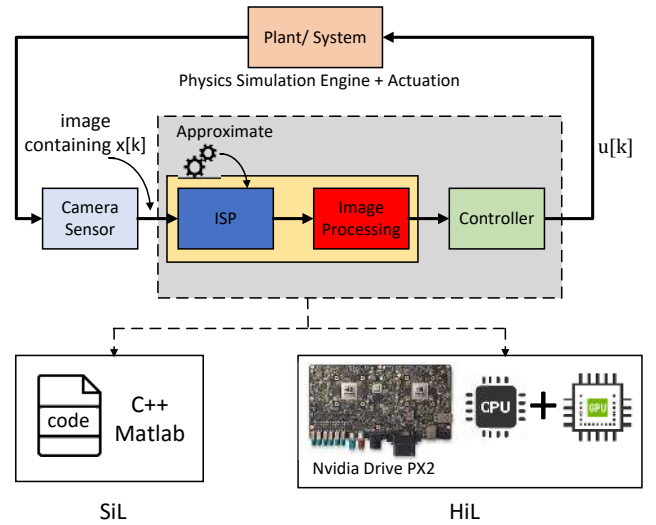 Plant/ System
Physics Simulation Engine + Actuation
image
containing x[k]
Approximate
u[k]
Camera
Sensor
ISP
Image
Processing
Controller
code
C++
Matlab
CPU
+
GPU
Nvidia Drive PX2
SiL
HiL